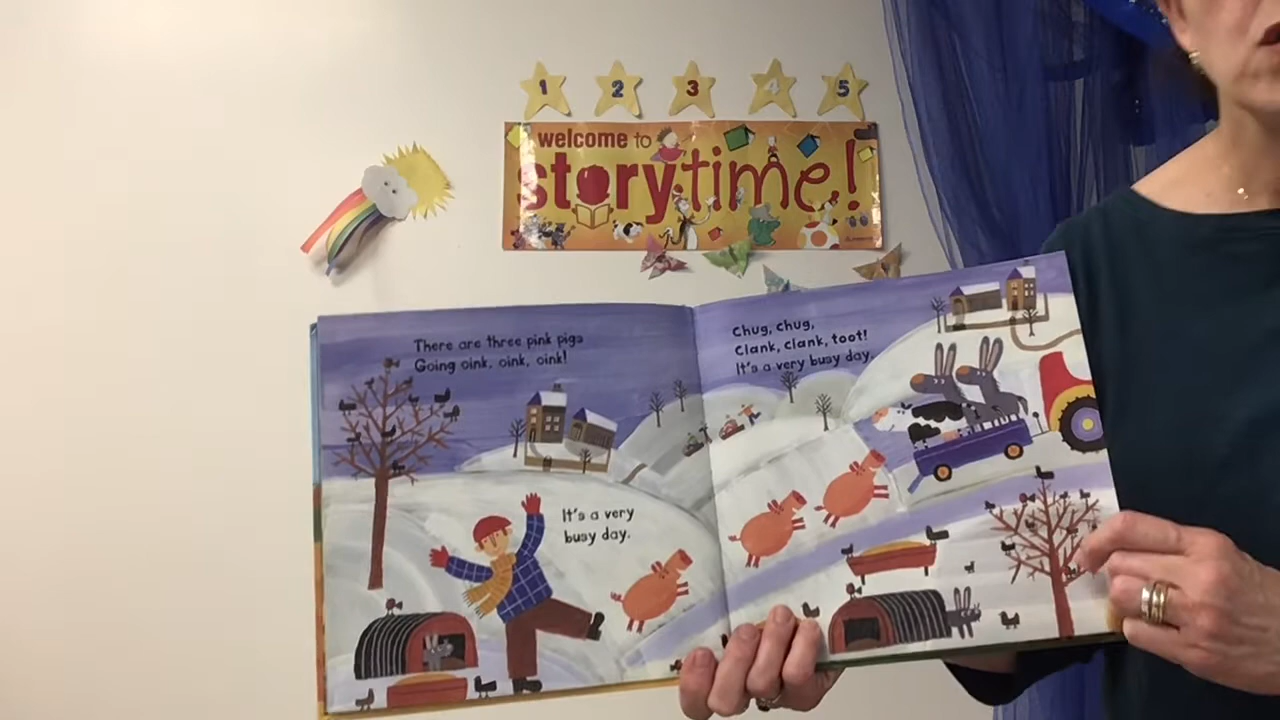 1 2 3 4 5
welcome to
storytime!
There are three pink pigs
Going oink, oink, oink!
It's a very
busy day.
Chug, chug,
Clank, clank, toot!
It's a very busy day.